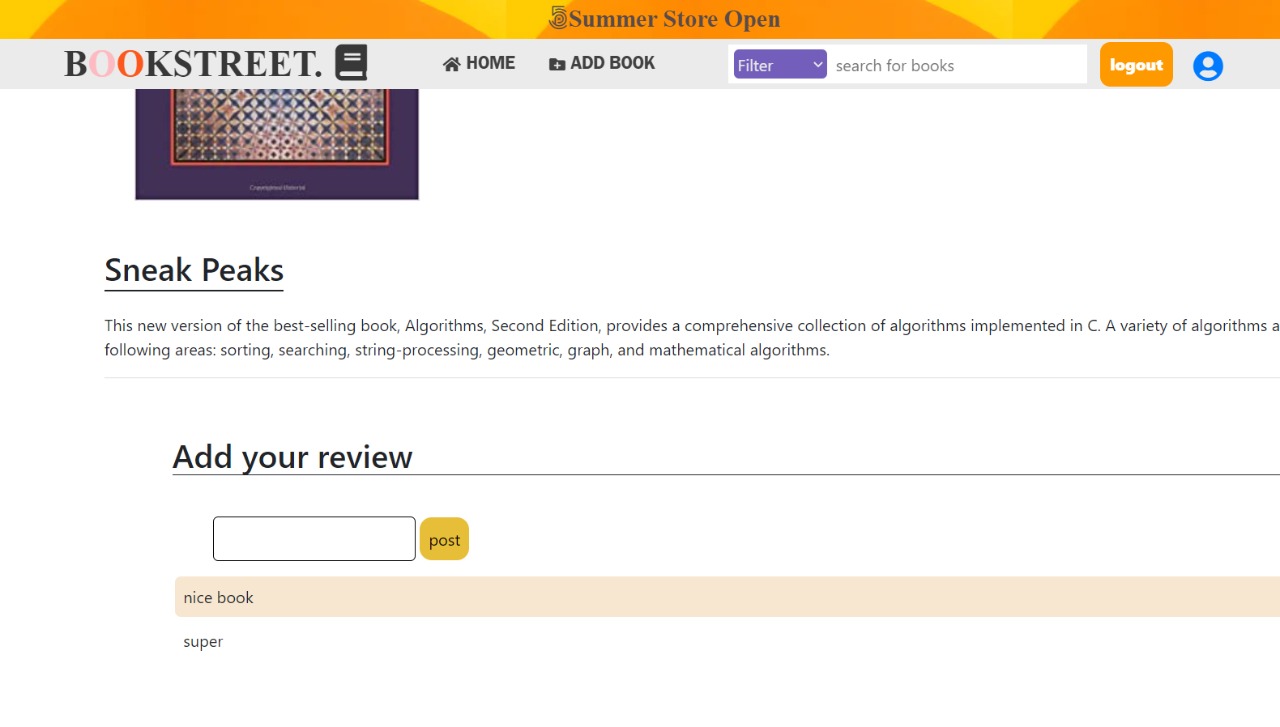 Summer Store Open
BOOKSTREET.
HOME
ADD BOOK
Filter
search for books
logout
Copyrighted Material
Sneak Peaks
This new version of the best-selling book, Algorithms, Second Edition, provides a comprehensive collection of algorithms implemented in C. A variety of algorithms a
following areas: sorting, searching, string-processing, geometric, graph, and mathematical algorithms.
Add your review
post
nice book
super